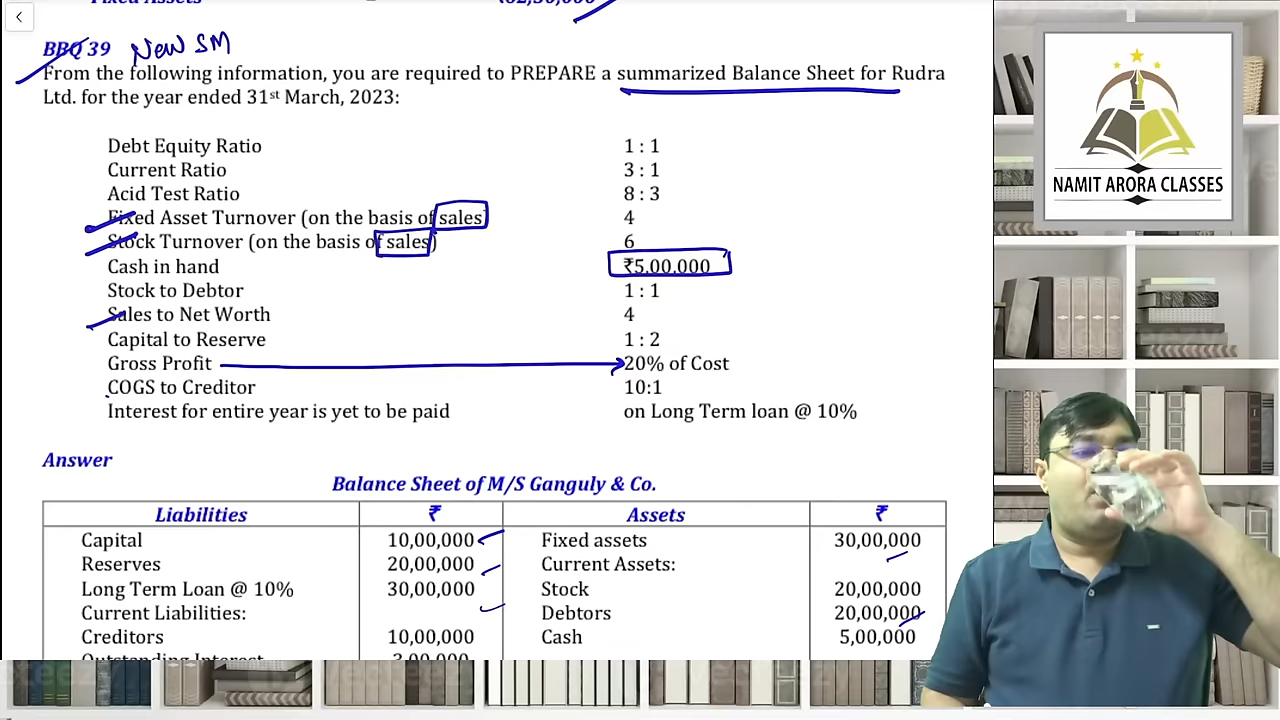 Fixed Assets
BBQ 39 New SM
From the following information, you are required to PREPARE a summarized Balance Sheet for Rudra
Ltd. for the year ended 31st March, 2023:
Debt Equity Ratio 1 : 1
Current Ratio 3 : 1
Acid Test Ratio 8 : 3
Fixed Asset Turnover (on the basis of sales) 4
Stock Turnover (on the basis of sales) 6
Cash in hand ₹5,00,000
Stock to Debtor 1 : 1
Sales to Net Worth 4
Capital to Reserve 1 : 2
Gross Profit 20% of Cost
COGS to Creditor 10:1
Interest for entire year is yet to be paid on Long Term loan @ 10%
Answer
Balance Sheet of M/S Ganguly & Co.
Liabilities ₹ Assets ₹
Capital 10,00,000 Fixed assets 30,00,000
Reserves 20,00,000 Current Assets:
Long Term Loan @ 10% 30,00,000 Stock 20,00,000
Current Liabilities: Debtors 20,00,000
Creditors 10,00,000 Cash 5,00,000
Outstanding Interest 3,00,000
NAMIT ARORA CLASSES